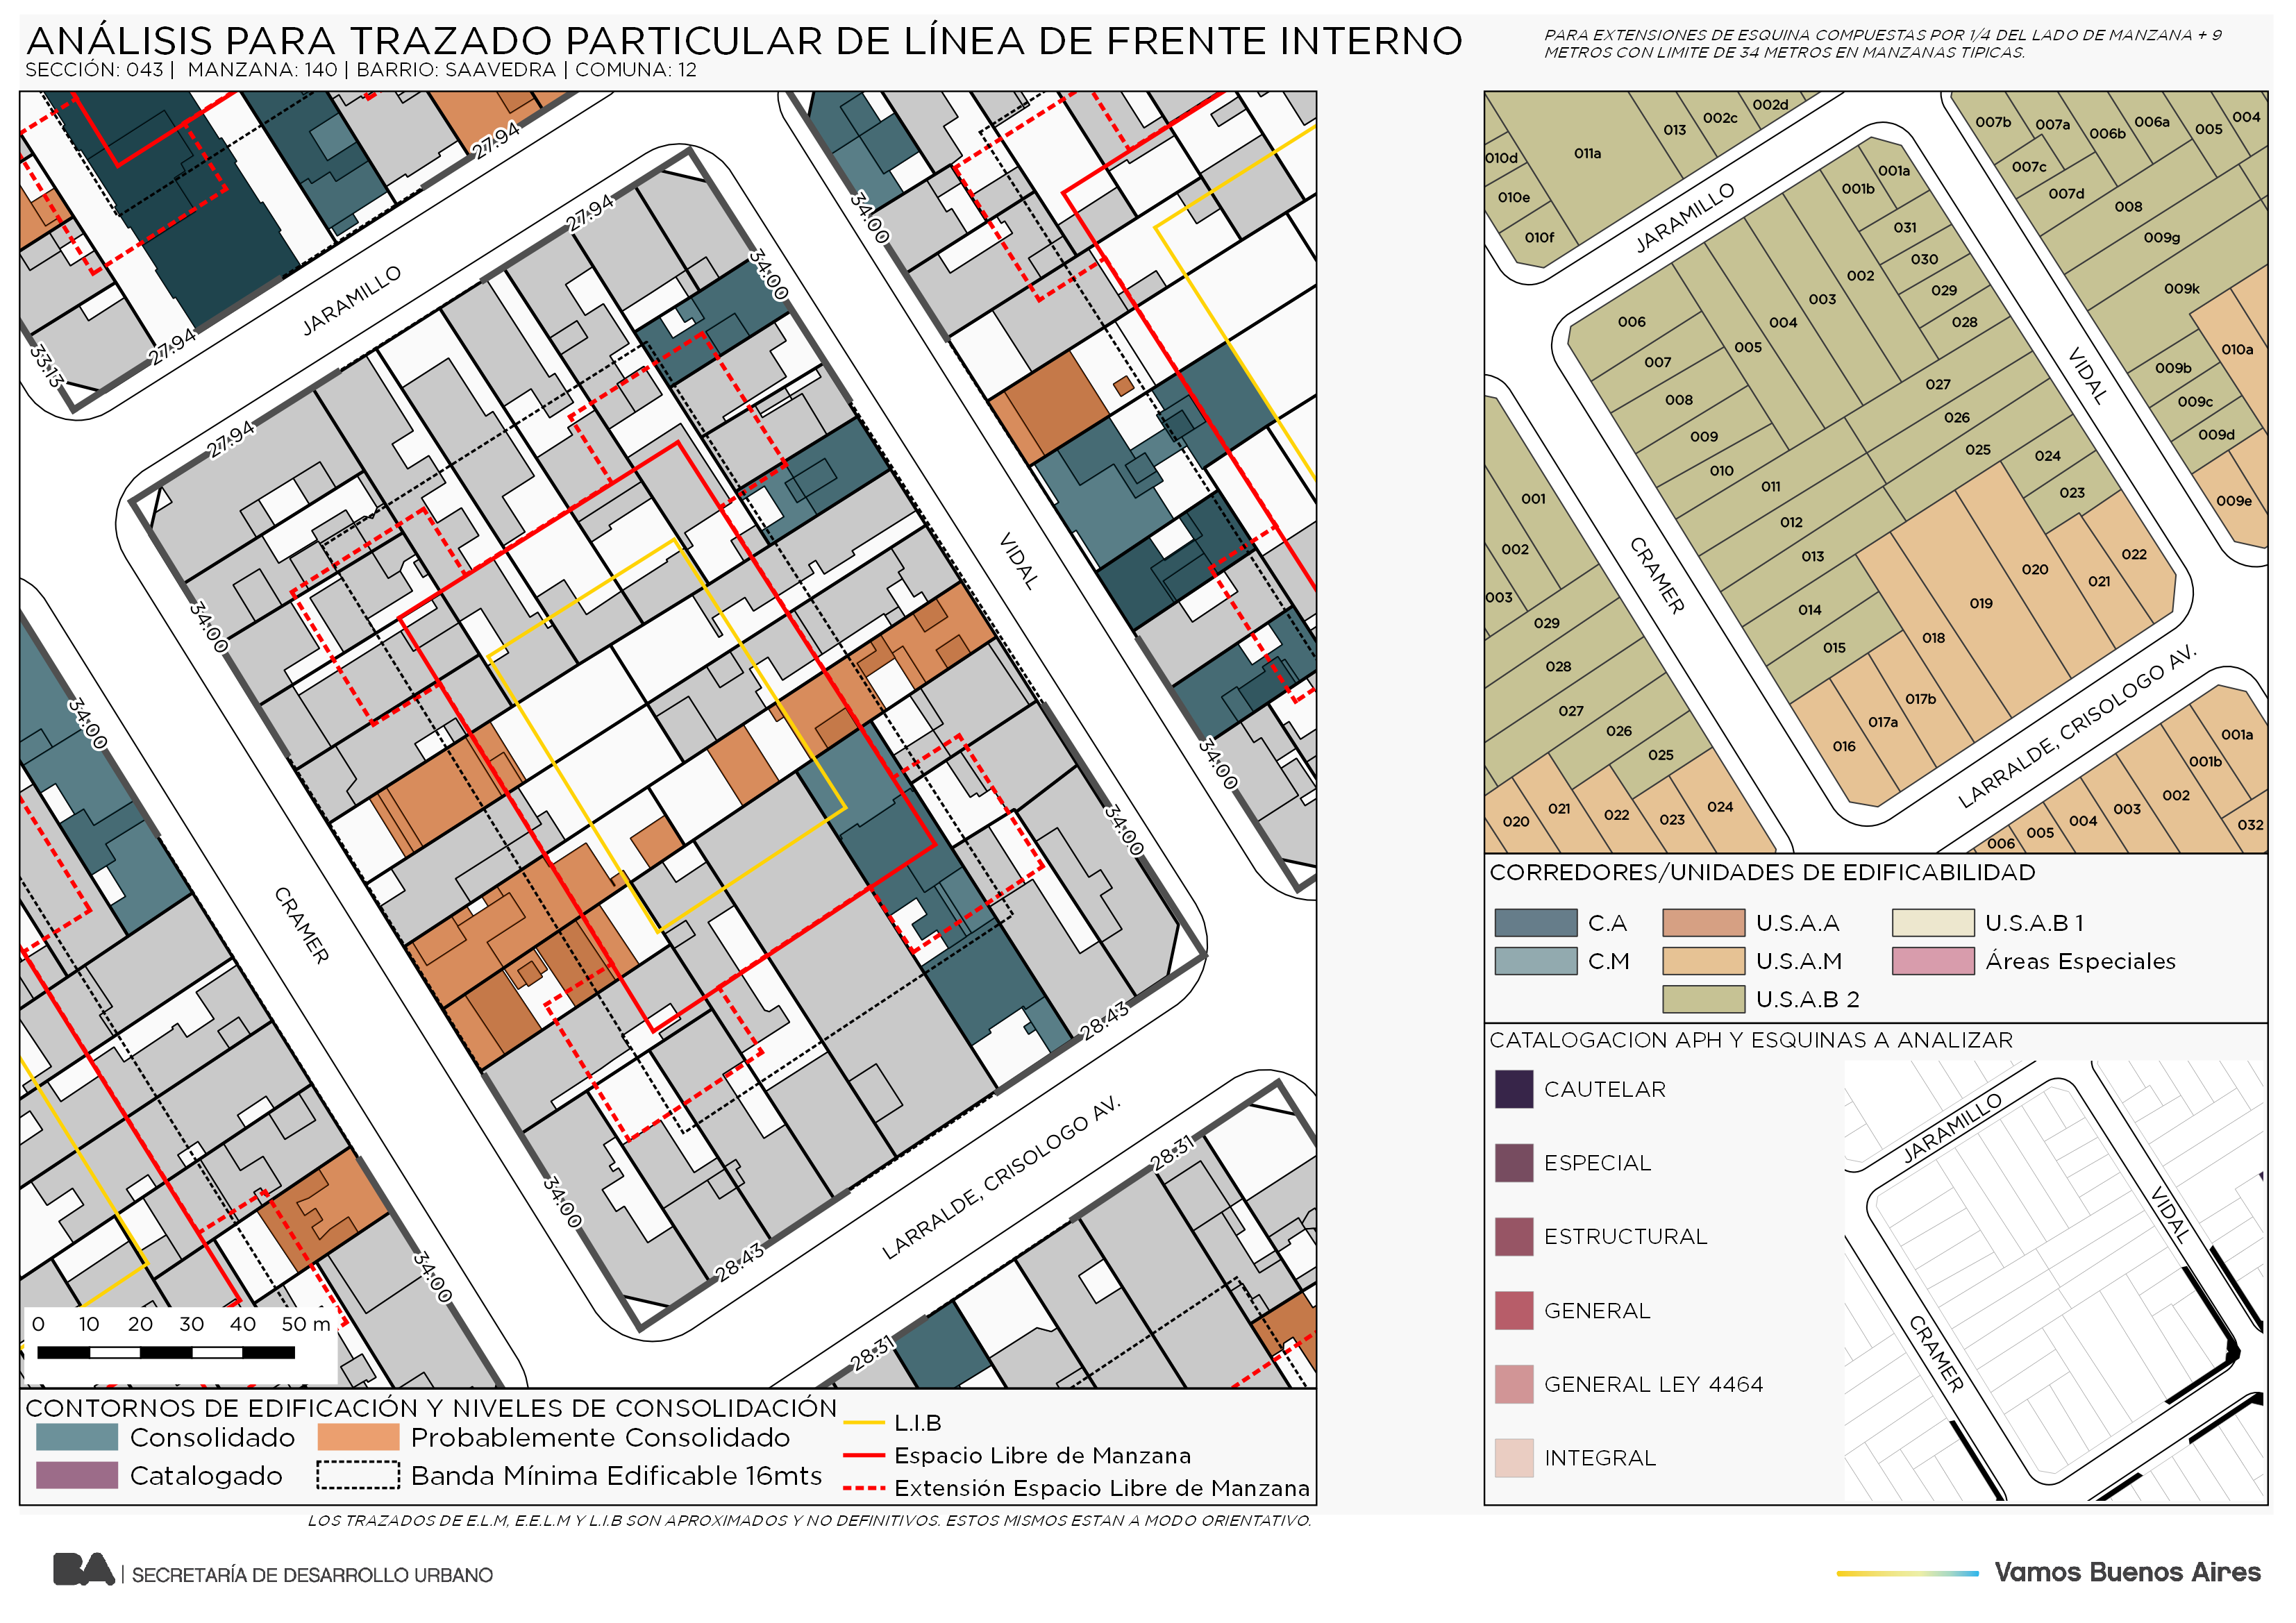 ANÁLISIS PARA TRAZADO PARTICULAR DE LÍNEA DE FRENTE INTERNO
SECCIÓN: 043 | MANZANA: 140 | BARRIO: SAAVEDRA | COMUNA: 12
PARA EXTENSIONES DE ESQUINA COMPUESTAS POR 1/4 DEL LADO DE MANZANA + 9
METROS CON LIMITE DE 34 METROS EN MANZANAS TIPICAS.
27.94
27.94
34:00
34:00
JARAMILLO
33.13
27.94
27.94
34:00
34:00
VIDAL
34:00
34:00
CRAMER
28.43
34:00
28.43
LARRALDE, CRISOLOGO AV.
28.31
28.31
34:00
0 10 20 30 40 50 m
CONTORNOS DE EDIFICACIÓN Y NIVELES DE CONSOLIDACIÓN
Consolidado
Probablemente Consolidado
Catalogado
Banda Mínima Edificable 16mts
L.I.B
Espacio Libre de Manzana
Extensión Espacio Libre de Manzana
LOS TRAZADOS DE E.L.M, E.E.L.M Y L.I.B SON APROXIMADOS Y NO DEFINITIVOS. ESTOS MISMOS ESTAN A MODO ORIENTATIVO.
002d
002c
013
011a
010d
010e
010f
007b
007a
006b
006a
005
004
007c
007d
008
009g
009k
010a
009b
009c
009d
009e
JARAMILLO
001a
001b
031
030
029
028
002
003
004
005
006
007
008
009
010
011
012
013
014
015
027
026
025
024
023
022
021
020
019
018
017b
017a
016
VIDAL
CRAMER
LARRALDE, CRISOLOGO AV.
001
002
003
029
028
027
026
025
020
021
022
023
024
001a
001b
002
003
004
005
006
032
CORREDORES/UNIDADES DE EDIFICABILIDAD
C.A
U.S.A.A
U.S.A.B 1
C.M
U.S.A.M
Áreas Especiales
U.S.A.B 2
CATALOGACION APH Y ESQUINAS A ANALIZAR
CAUTELAR
ESPECIAL
ESTRUCTURAL
GENERAL
GENERAL LEY 4464
INTEGRAL
JARAMILLO
VIDAL
CRAMER
BA | SECRETARÍA DE DESARROLLO URBANO
Vamos Buenos Aires